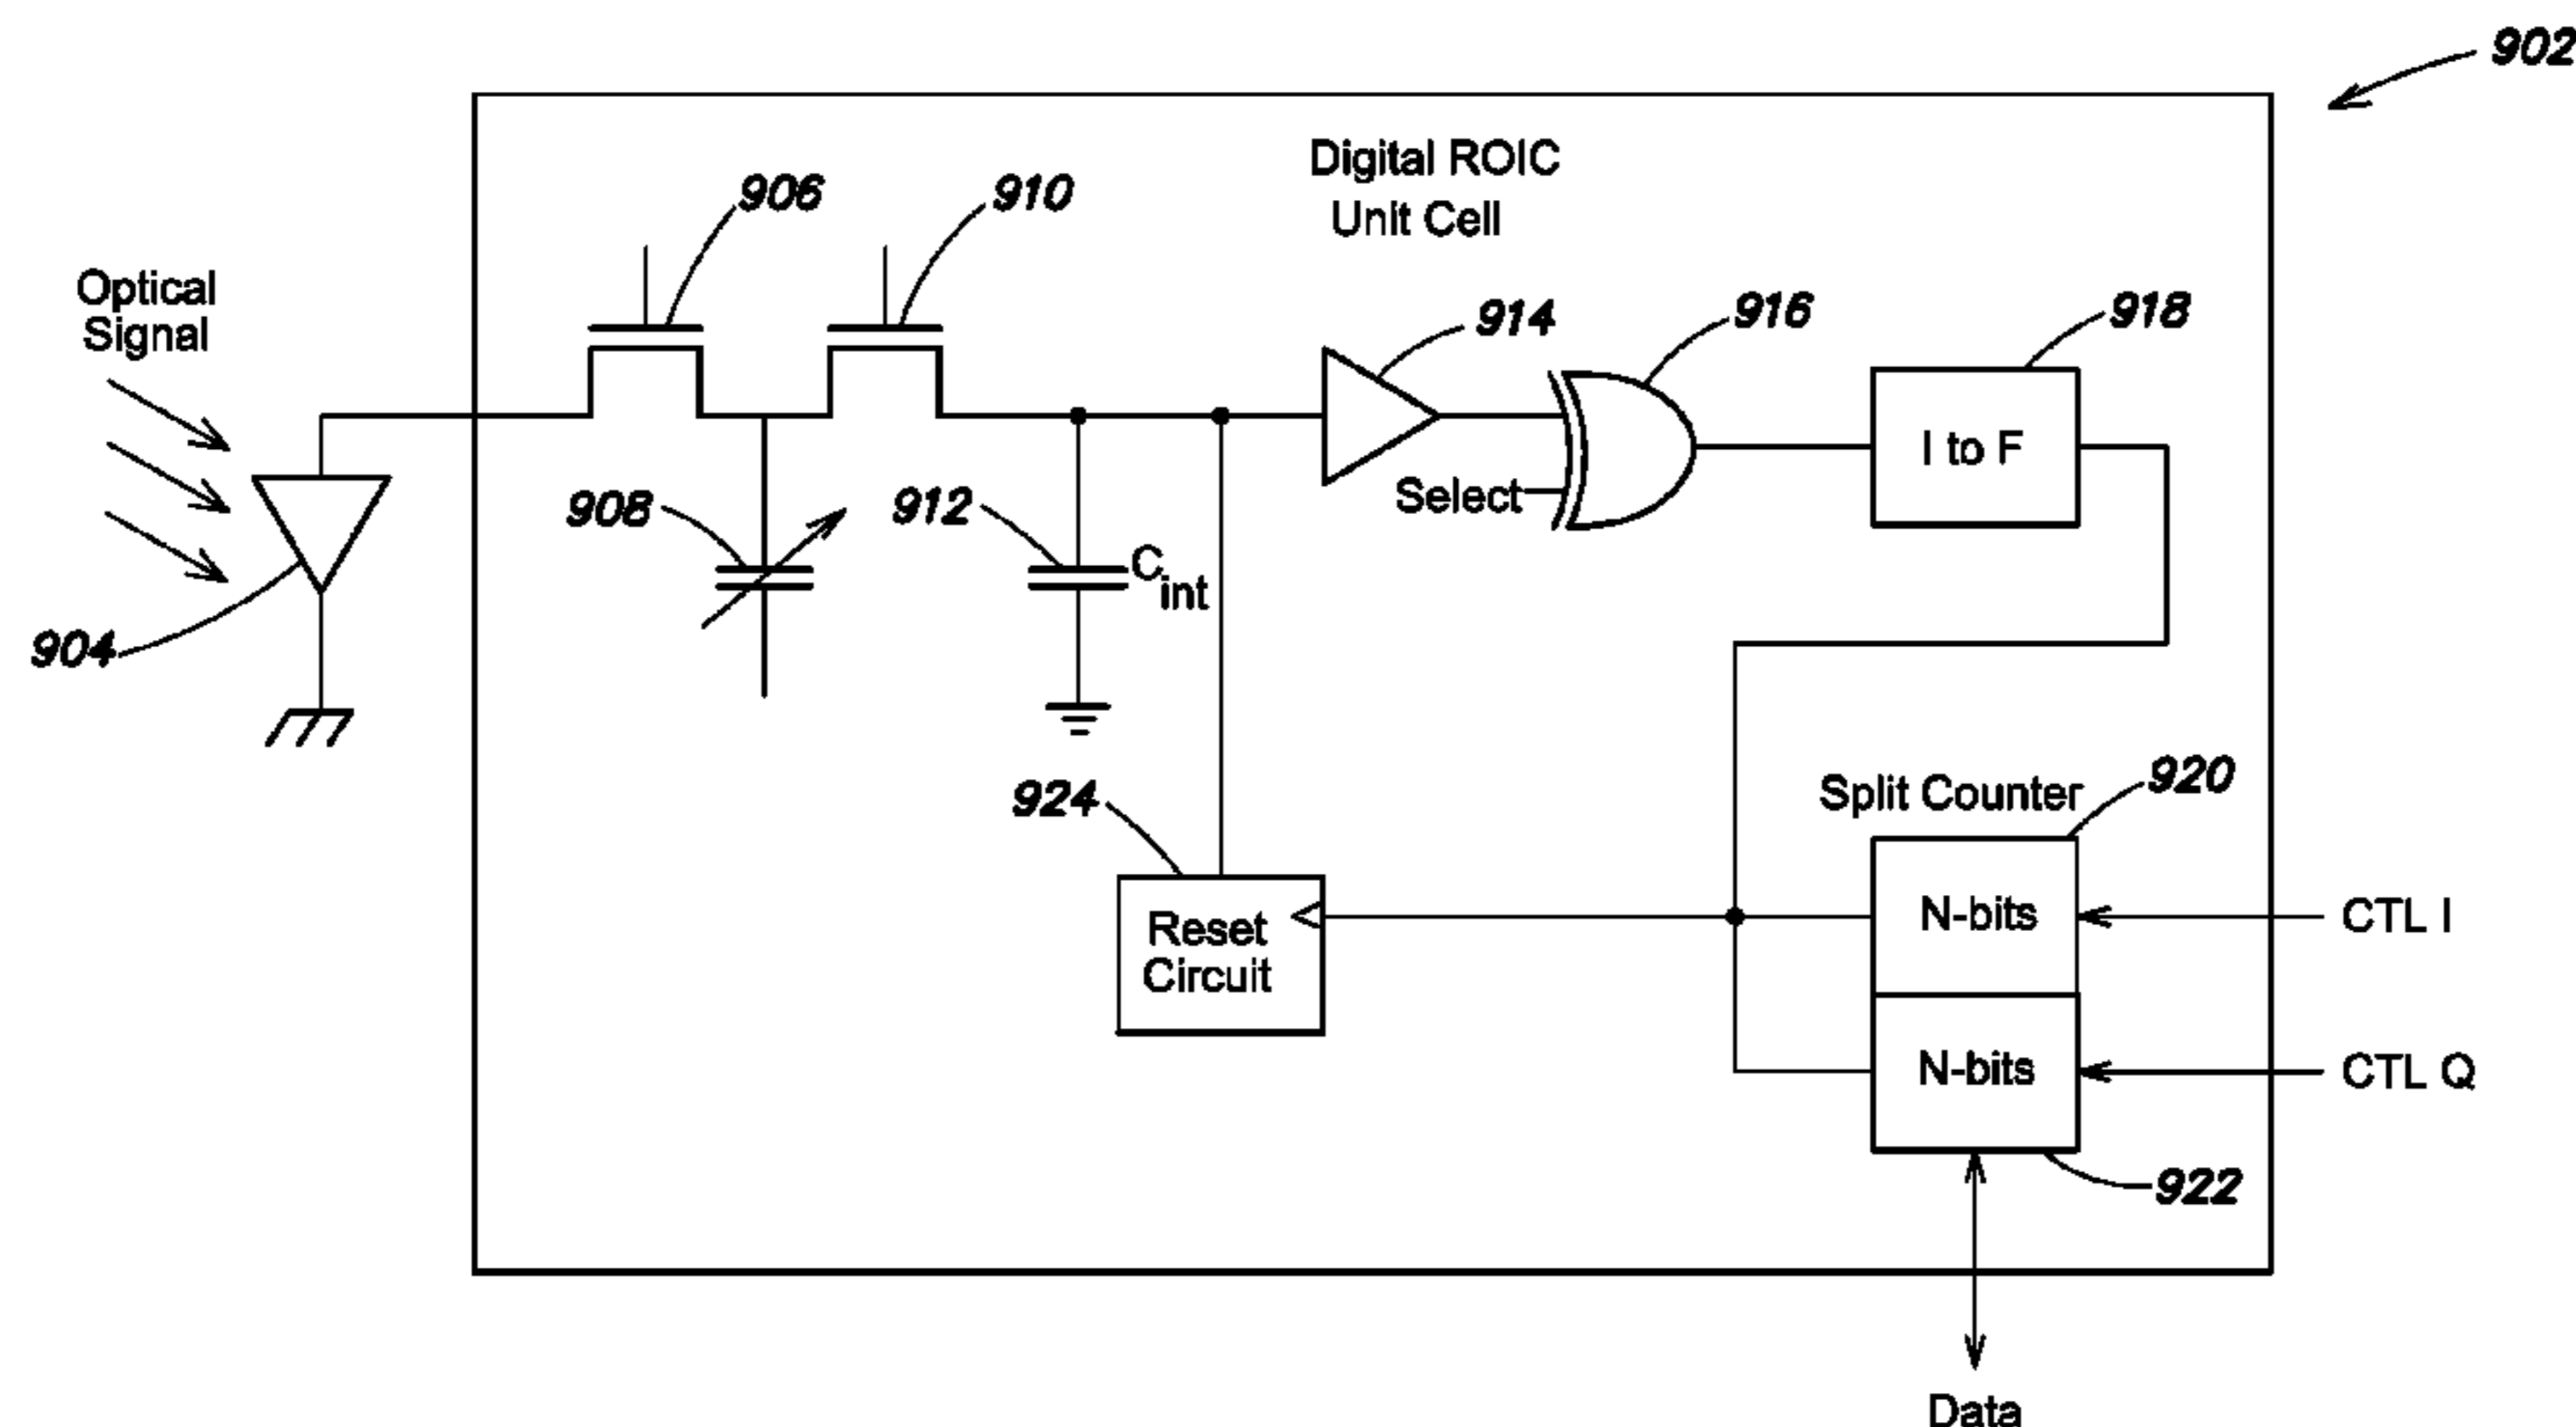 902
Digital ROIC
Unit Cell
906
910
Optical
Signal
914
916
918
I to F
Select
908
912
Cint
904
924
Split Counter
920
Reset
Circuit
N-bits
CTL I
N-bits
CTL Q
922
Data